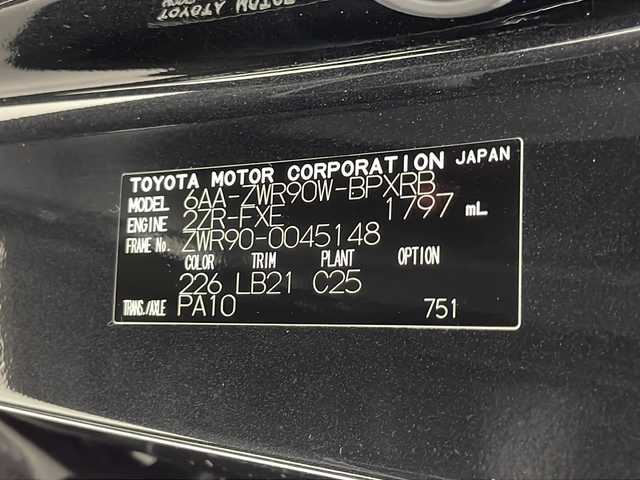 TOYOTA MOTOR CORPORATION JAPAN
MODEL 6AA-ZWR90W-BPXRB
ENGINE 2ZR-FXE 1797 mL
FRAME No. ZWR90-0045148
COLOR TRIM PLANT OPTION
226 LB21 C25
TRANS./AXLE PA10 751